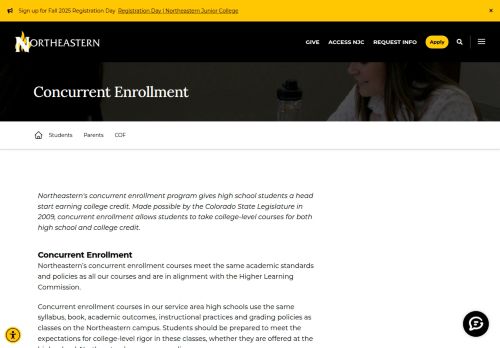 Sign up for Fall 2025 Registration Day Registration Day | Northeastern Junior College ×
NORTHEASTERN
GIVE ACCESS NJC REQUEST INFO Apply
Concurrent Enrollment
Students Parents COF
Northeastern's concurrent enrollment program gives high school students a head
start earning college credit. Made possible by the Colorado State Legislature in
2009, concurrent enrollment allows students to take college-level courses for both
high school and college credit.
Concurrent Enrollment
Northeastern's concurrent enrollment courses meet the same academic standards
and policies as all our courses and are in alignment with the Higher Learning
Commission.
Concurrent enrollment courses in our service area high schools use the same
syllabus, book, academic outcomes, instructional practices and grading policies as
classes on the Northeastern campus. Students should be prepared to meet the
expectations for college-level rigor in these classes, whether they are offered at the